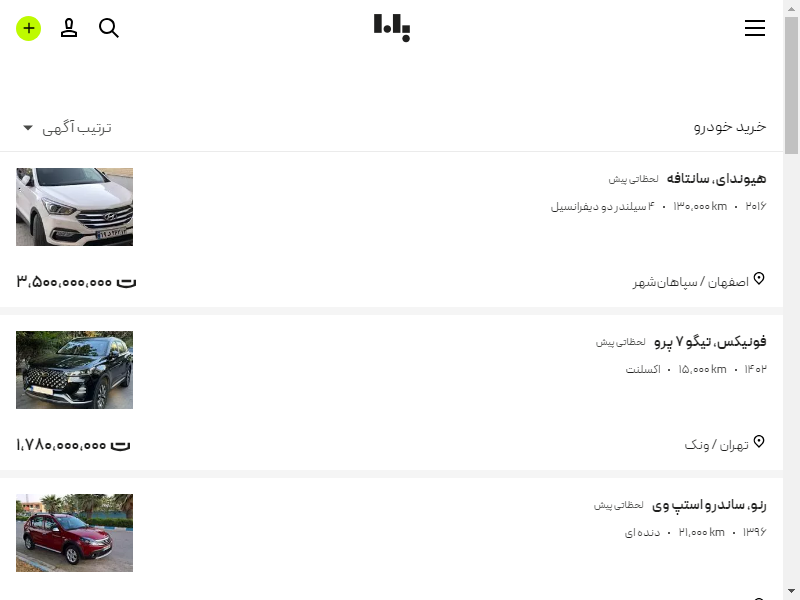 باما
خرید خودرو
ترتیب آگهی
هیوندای، سانتافه لحظاتی پیش
۲۰۱۶ • ۱۳۰,۰۰۰ km • ۴ سیلندر دو دیفرانسیل
اصفهان / سپاهان‌شهر
۳,۵۰۰,۰۰۰,۰۰۰ ت
فونیکس، تیگو ۷ پرو لحظاتی پیش
۱۴۰۲ • ۱۵,۰۰۰ km • اکسلنت
تهران / ونک
۱,۷۸۰,۰۰۰,۰۰۰ ت
رنو، ساندرو استپ وی لحظاتی پیش
۱۳۹۶ • ۲۱,۰۰۰ km • دنده ای